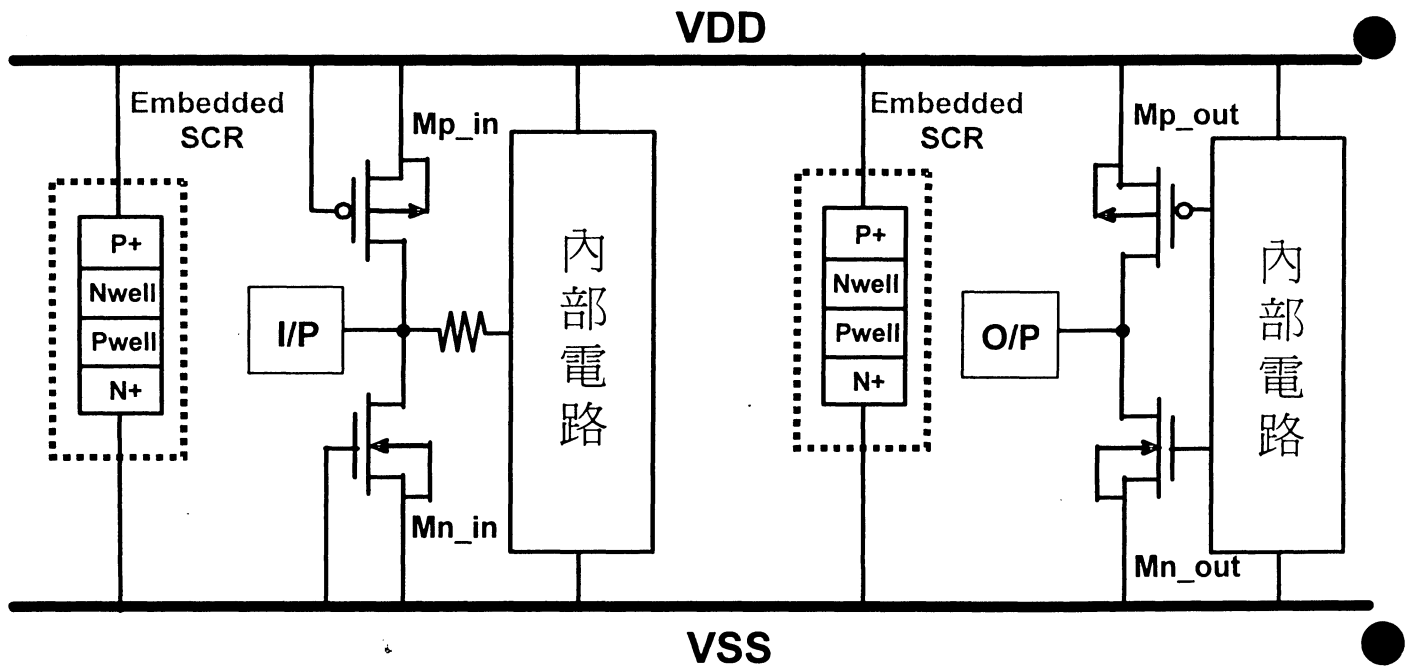 VDD
Embedded
SCR
Mp_in
Embedded
SCR
Mp_out
P+
Nwell
Pwell
N+
I/P
內
部
電
路
P+
Nwell
Pwell
N+
O/P
內
部
電
路
Mn_in
Mn_out
VSS